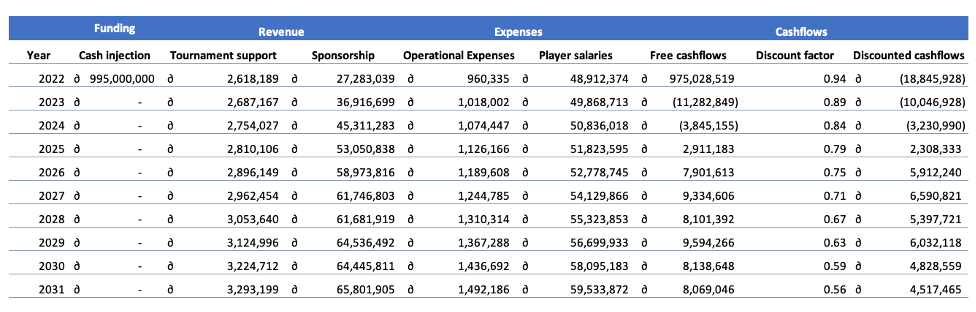 Funding Revenue Expenses Cashflows
Year Cash injection Tournament support Sponsorship Operational Expenses Player salaries Free cashflows Discount factor Discounted cashflows
2022 ∂ 995,000,000 ∂ 2,618,189 ∂ 27,283,039 ∂ 960,335 ∂ 48,912,374 ∂ 975,028,519 0.94 ∂ (18,845,928)
2023 ∂ - ∂ 2,687,167 ∂ 36,916,699 ∂ 1,018,002 ∂ 49,868,713 ∂ (11,282,849) 0.89 ∂ (10,046,928)
2024 ∂ - ∂ 2,754,027 ∂ 45,311,283 ∂ 1,074,447 ∂ 50,836,018 ∂ (3,845,155) 0.84 ∂ (3,230,990)
2025 ∂ - ∂ 2,810,106 ∂ 53,050,838 ∂ 1,126,166 ∂ 51,823,595 ∂ 2,911,183 0.79 ∂ 2,308,333
2026 ∂ - ∂ 2,896,149 ∂ 58,973,816 ∂ 1,189,608 ∂ 52,778,745 ∂ 7,901,613 0.75 ∂ 5,912,240
2027 ∂ - ∂ 2,962,454 ∂ 61,746,803 ∂ 1,244,785 ∂ 54,129,866 ∂ 9,334,606 0.71 ∂ 6,590,821
2028 ∂ - ∂ 3,053,640 ∂ 61,681,919 ∂ 1,310,314 ∂ 55,323,853 ∂ 8,101,392 0.67 ∂ 5,397,721
2029 ∂ - ∂ 3,124,996 ∂ 64,536,492 ∂ 1,367,288 ∂ 56,699,933 ∂ 9,594,266 0.63 ∂ 6,032,118
2030 ∂ - ∂ 3,224,712 ∂ 64,445,811 ∂ 1,436,692 ∂ 58,095,183 ∂ 8,138,648 0.59 ∂ 4,828,559
2031 ∂ - ∂ 3,293,199 ∂ 65,801,905 ∂ 1,492,186 ∂ 59,533,872 ∂ 8,069,046 0.56 ∂ 4,517,465